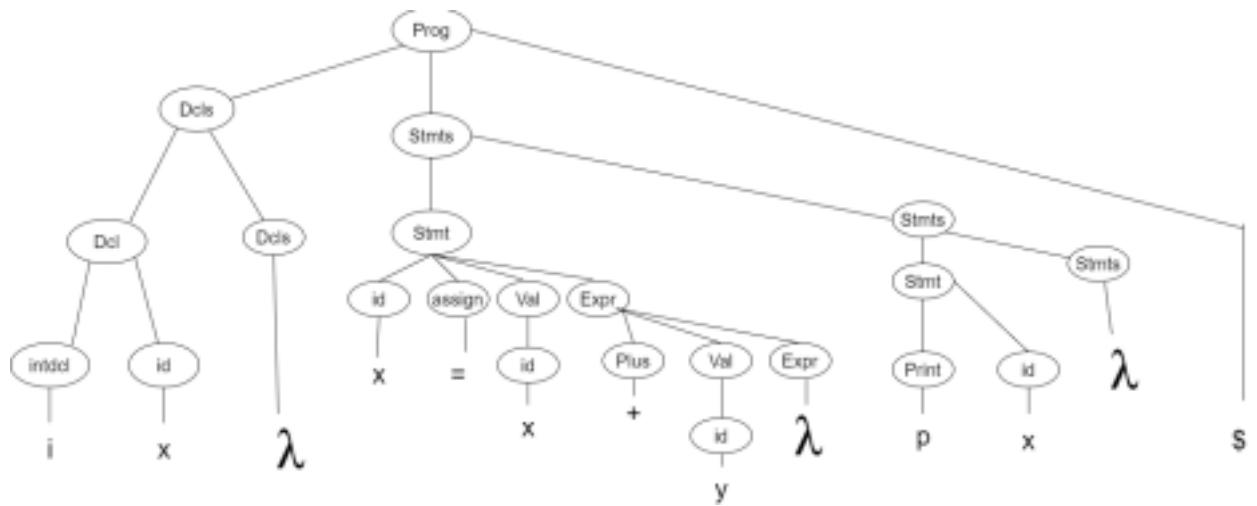 Prog
Dcls
Stmts
Dcl Dcls Stmt Stmts
id assign Val Expr Stmt Stmts
intdcl id x = id Plus Val Expr Print id λ
i x λ x + id λ p x $
y